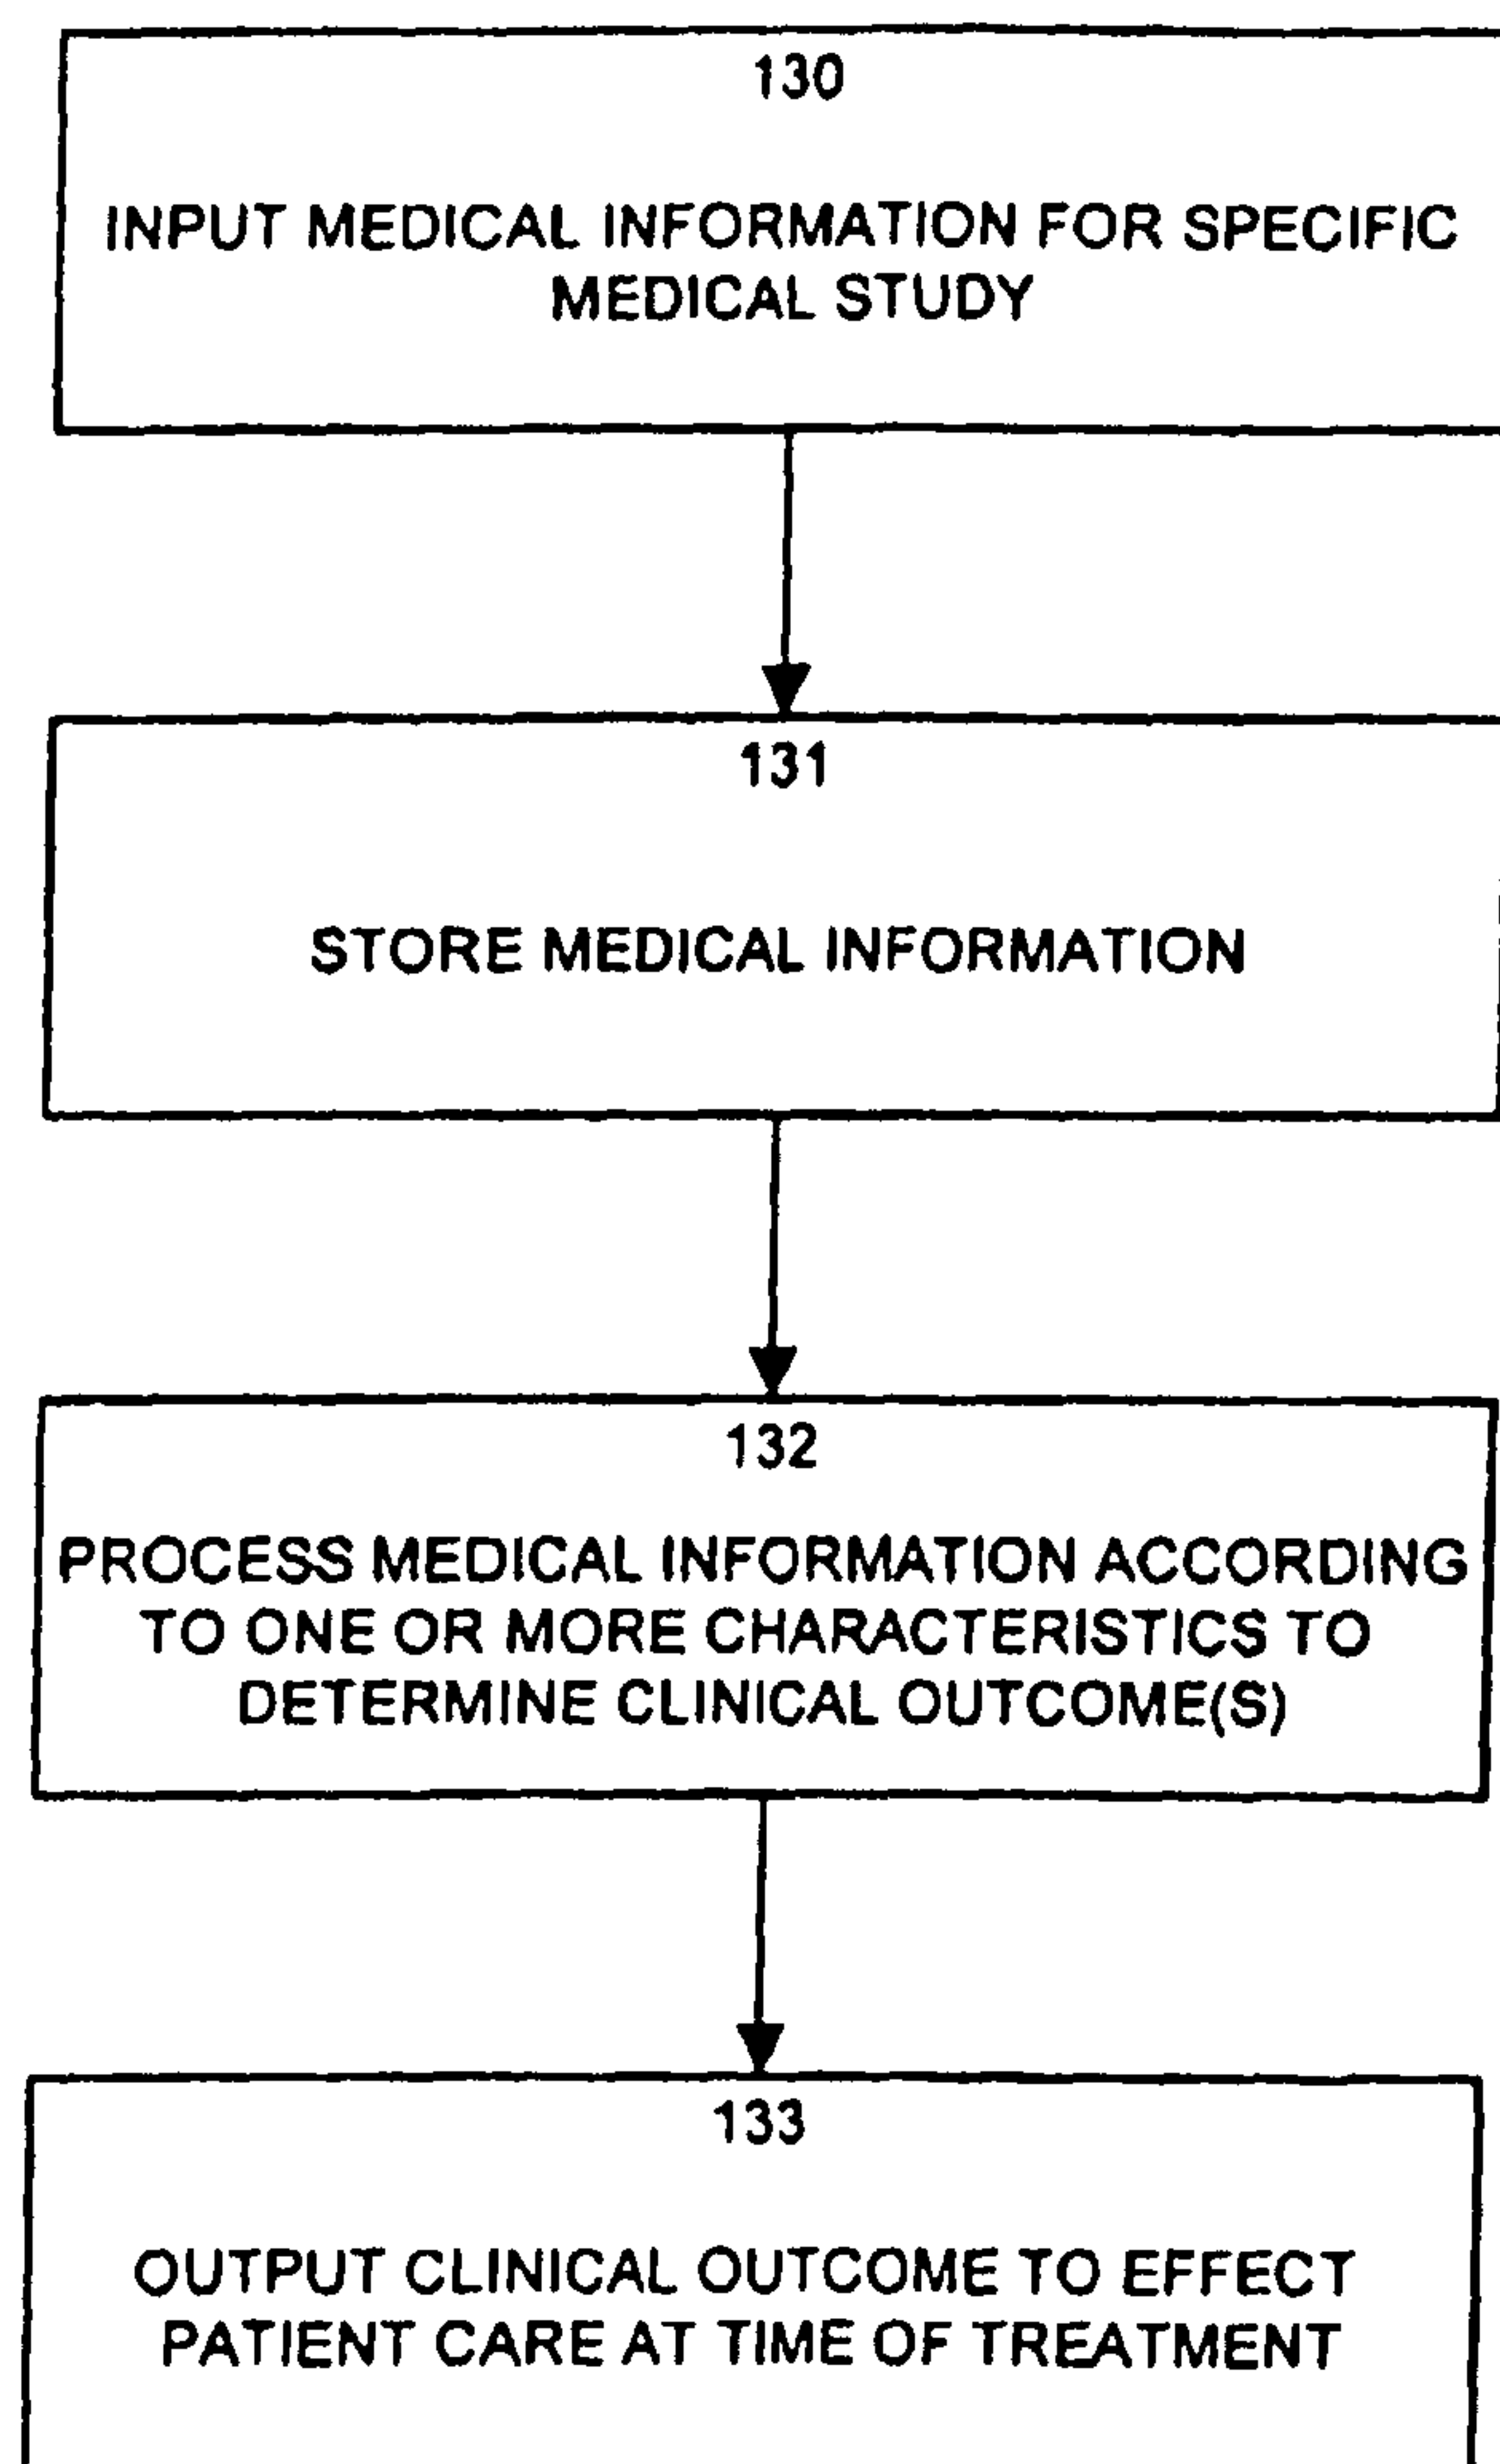 130
INPUT MEDICAL INFORMATION FOR SPECIFIC
MEDICAL STUDY
131
STORE MEDICAL INFORMATION
132
PROCESS MEDICAL INFORMATION ACCORDING
TO ONE OR MORE CHARACTERISTICS TO
DETERMINE CLINICAL OUTCOME(S)
133
OUTPUT CLINICAL OUTCOME TO EFFECT
PATIENT CARE AT TIME OF TREATMENT